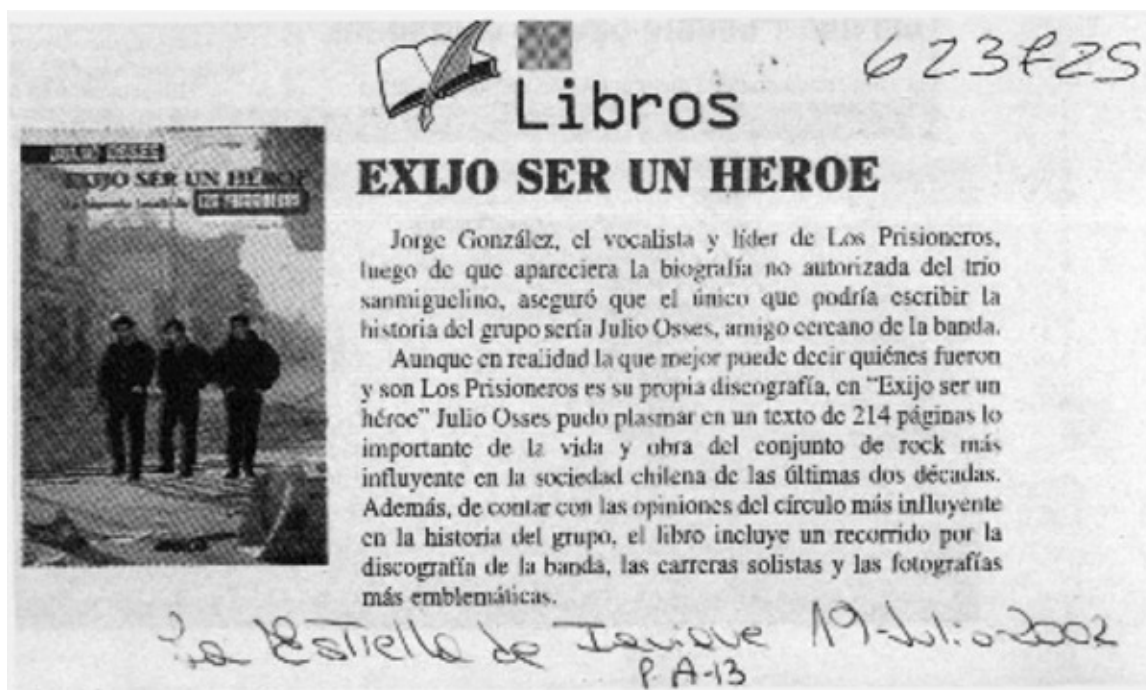 623725
Libros
JULIO OSSES
EXIJO SER UN HÉROE
LOS PRISIONEROS
EXIJO SER UN HEROE
Jorge González, el vocalista y líder de Los Prisioneros,
luego de que apareciera la biografía no autorizada del trío
sanmiguelino, aseguró que el único que podría escribir la
historia del grupo sería Julio Osses, amigo cercano de la banda.
Aunque en realidad la que mejor puede decir quiénes fueron
y son Los Prisioneros es su propia discografía, en “Exijo ser un
héroe” Julio Osses pudo plasmar en un texto de 214 páginas lo
importante de la vida y obra del conjunto de rock más
influyente en la sociedad chilena de las últimas dos décadas.
Además, de contar con las opiniones del círculo más influyente
en la historia del grupo, el libro incluye un recorrido por la
discografía de la banda, las carreras solistas y las fotografías
más emblemáticas.
La Estrella de Iquique 19-Julio-2002
P. A-13